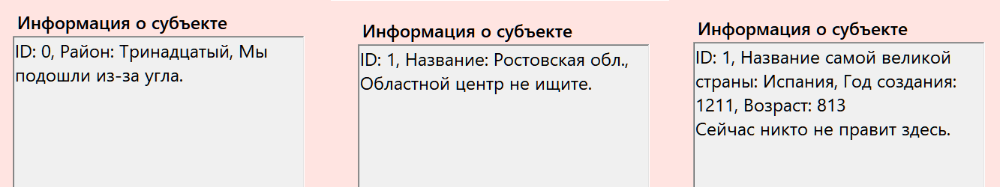 Информация о субъекте
ID: 0, Район: Тринадцатый, Мы
подошли из-за угла.
Информация о субъекте
ID: 1, Название: Ростовская обл.,
Областной центр не ищите.
Информация о субъекте
ID: 1, Название самой великой
страны: Испания, Год создания:
1211, Возраст: 813
Сейчас никто не правит здесь.